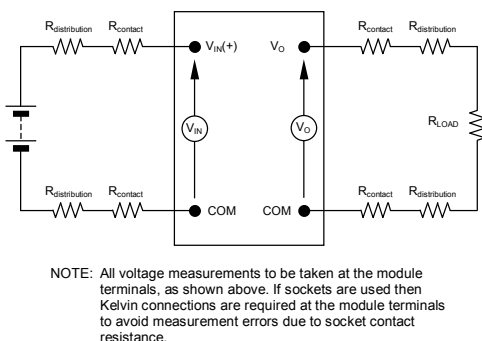 Rdistribution Rcontact Rcontact Rdistribution
VIN(+) VO
VIN VO RLOAD
Rdistribution Rcontact Rcontact Rdistribution
COM COM
NOTE: All voltage measurements to be taken at the module
terminals, as shown above. If sockets are used then
Kelvin connections are required at the module terminals
to avoid measurement errors due to socket contact
resistance.